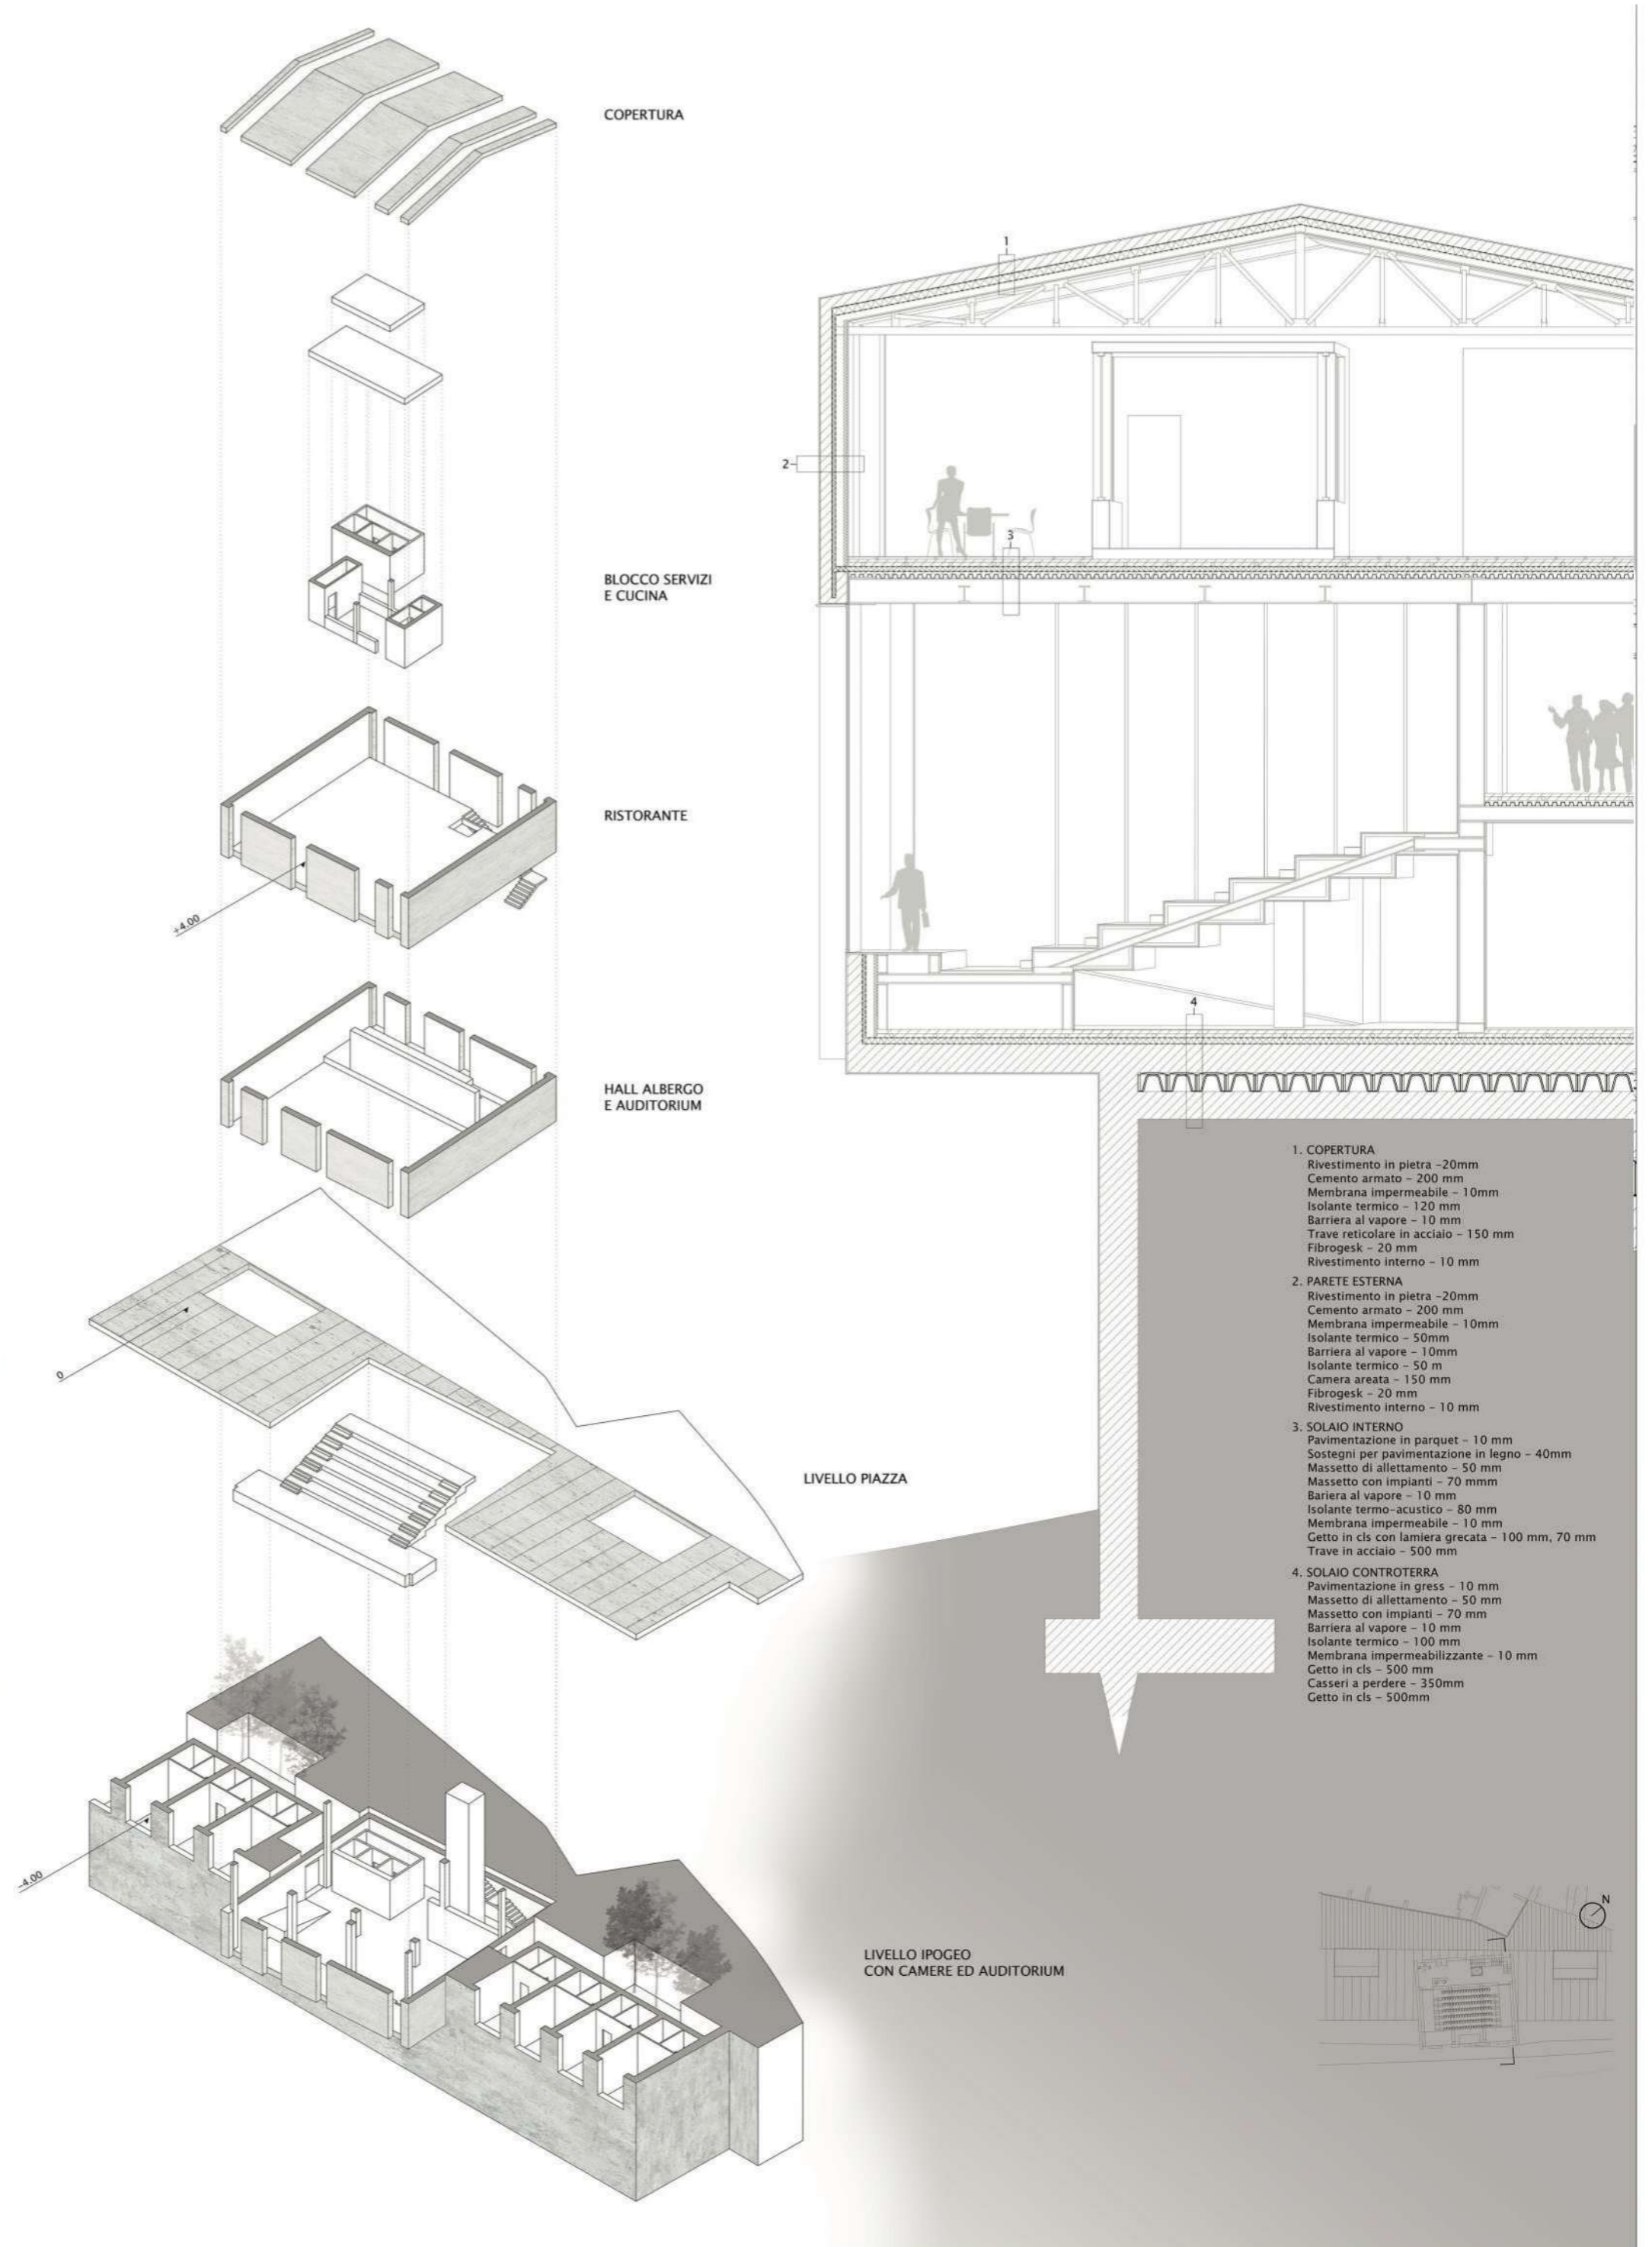 COPERTURA
BLOCCO SERVIZI
E CUCINA
RISTORANTE
+4.00
HALL ALBERGO
E AUDITORIUM
0
LIVELLO PIAZZA
-4.00
LIVELLO IPOGEO
CON CAMERE ED AUDITORIUM
1
2
3
4
1. COPERTURA
Rivestimento in pietra -20mm
Cemento armato - 200 mm
Membrana impermeabile - 10mm
Isolante termico - 120 mm
Barriera al vapore - 10 mm
Trave reticolare in acciaio - 150 mm
Fibrogesk - 20 mm
Rivestimento interno - 10 mm
2. PARETE ESTERNA
Rivestimento in pietra -20mm
Cemento armato - 200 mm
Membrana impermeabile - 10mm
Isolante termico - 50mm
Barriera al vapore - 10mm
Isolante termico - 50 m
Camera areata - 150 mm
Fibrogesk - 20 mm
Rivestimento interno - 10 mm
3. SOLAIO INTERNO
Pavimentazione in parquet - 10 mm
Sostegni per pavimentazione in legno - 40mm
Massetto di allettamento - 50 mm
Massetto con impianti - 70 mmm
Bariera al vapore - 10 mm
Isolante termo-acustico - 80 mm
Membrana impermeabile - 10 mm
Getto in cls con lamiera grecata - 100 mm, 70 mm
Trave in acciaio - 500 mm
4. SOLAIO CONTROTERRA
Pavimentazione in gress - 10 mm
Massetto di allettamento - 50 mm
Massetto con impianti - 70 mm
Barriera al vapore - 10 mm
Isolante termico - 100 mm
Membrana impermeabilizzante - 10 mm
Getto in cls - 500 mm
Casseri a perdere - 350mm
Getto in cls - 500mm
N